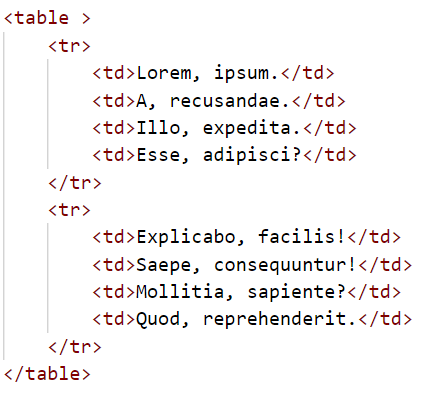 <table >
<tr>
<td>Lorem, ipsum.</td>
<td>A, recusandae.</td>
<td>Illo, expedita.</td>
<td>Esse, adipisci?</td>
</tr>
<tr>
<td>Explicabo, facilis!</td>
<td>Saepe, consequuntur!</td>
<td>Mollitia, sapiente?</td>
<td>Quod, reprehenderit.</td>
</tr>
</table>